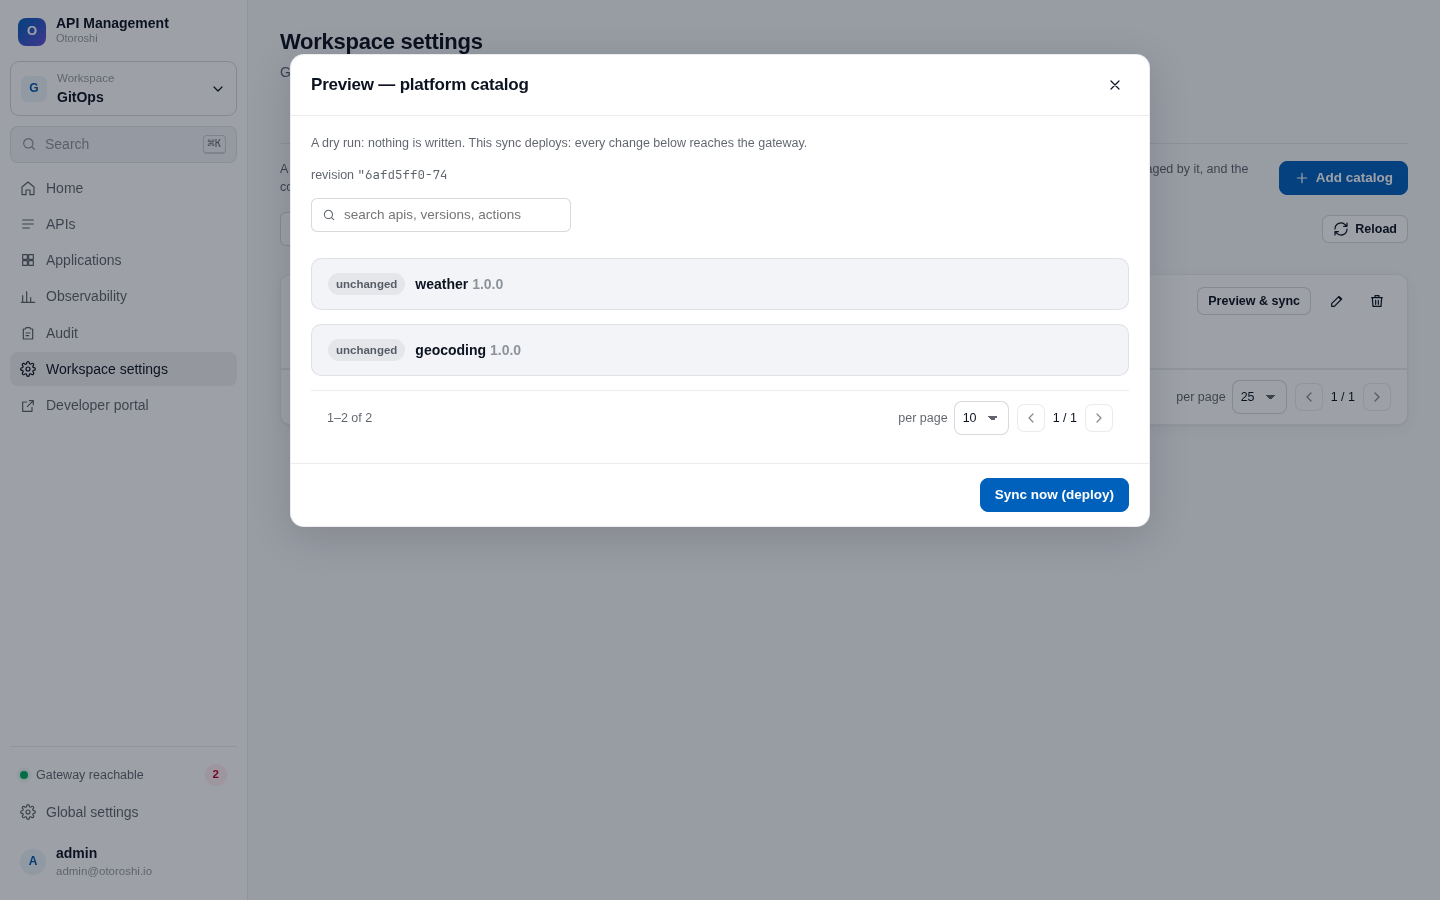 API Management
Otoroshi
O
Workspace
GitOps
G
Search
⌘K
Home
APIs
Applications
Observability
Audit
Workspace settings
Developer portal
Gateway reachable
2
Global settings
A
admin
admin@otoroshi.io
Workspace settings
G
A
aged by it, and the
Add catalog
Reload
Preview & sync
per page
25
1 / 1
Preview — platform catalog
A dry run: nothing is written. This sync deploys: every change below reaches the gateway.
revision "6afd5ff0-74
search apis, versions, actions
unchanged weather 1.0.0
unchanged geocoding 1.0.0
1–2 of 2
per page 10 1 / 1
Sync now (deploy)